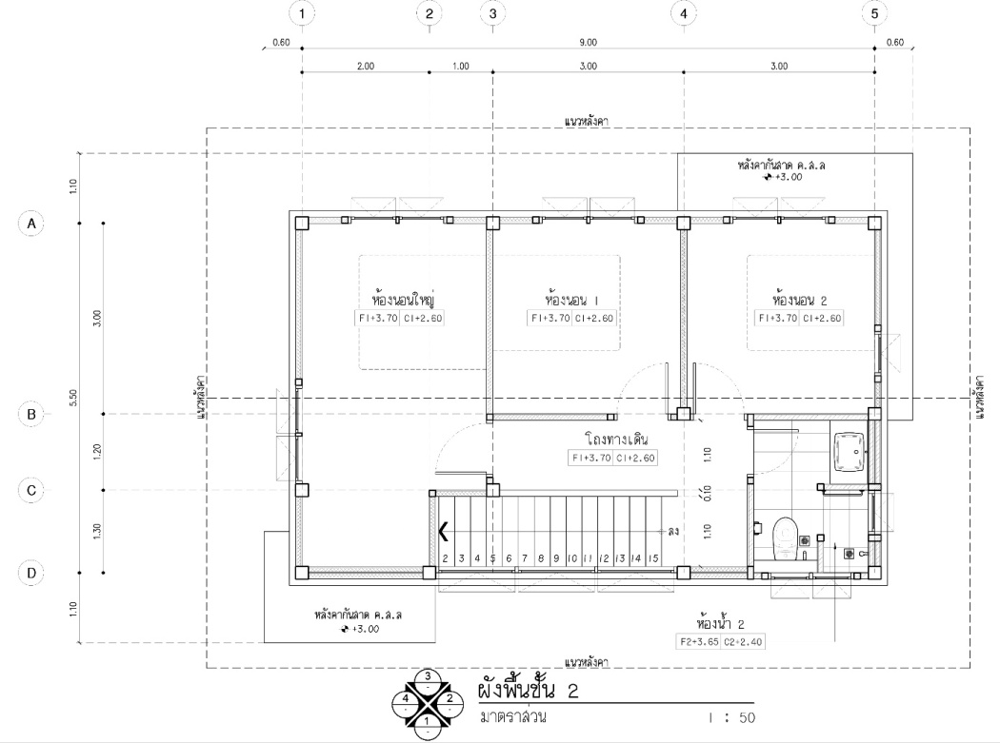 1 2 3 4 5
0.60 9.00 0.60
2.00 1.00 3.00 3.00
แนวหลังคา
หลังคากันสาด ค.ส.ล
+3.00
1.10
A
ห้องนอนใหญ่ ห้องนอน 1 ห้องนอน 2
F1+3.70 C1+2.60 F1+3.70 C1+2.60 F1+3.70 C1+2.60
3.00
5.50
แนวหลังคา
แนวหลังคา
B
โถงทางเดิน
F1+3.70 C1+2.60
1.20
1.10
C
0.10
1.30
1.10
ลง
2 3 4 5 6 7 8 9 10 11 12 13 14 15
D
1.10
หลังคากันสาด ค.ส.ล
+3.00
ห้องน้ำ 2
F2+3.65 C2+2.40
แนวหลังคา
3
-
4
-
2
-
1
-
ผังพื้นชั้น 2
มาตราส่วน 1 : 50